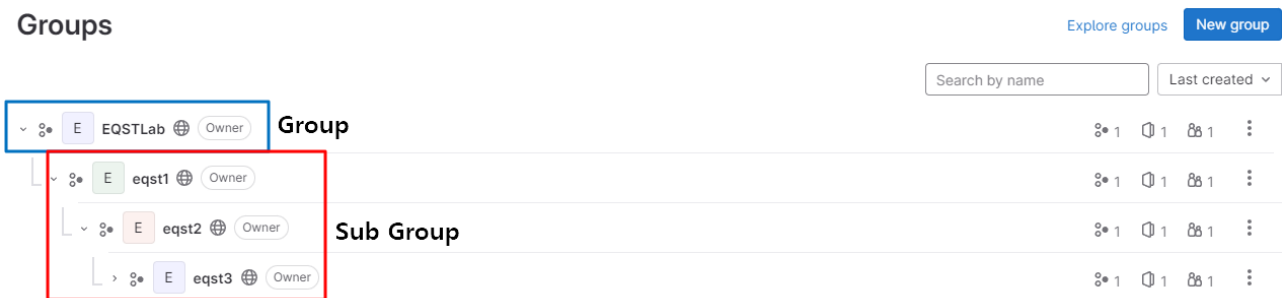 Groups
Explore groups New group
Search by name Last created
E EQSTLab Owner Group 1 1 1
E eqst1 Owner 1 1 1
E eqst2 Owner Sub Group 1 1 1
E eqst3 Owner 1 1 1